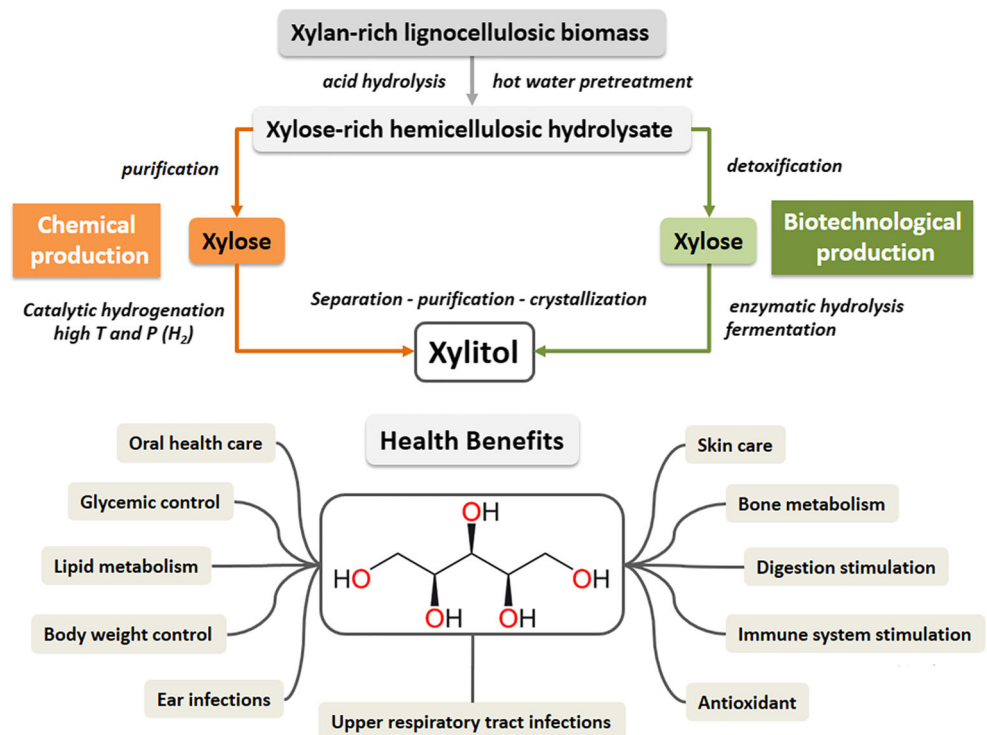 Xylan-rich lignocellulosic biomass
acid hydrolysis
hot water pretreatment
Xylose-rich hemicellulosic hydrolysate
purification
detoxification
Chemical
production
Xylose
Xylose
Biotechnological
production
Catalytic hydrogenation
high T and P (H₂)
Separation - purification - crystallization
enzymatic hydrolysis
fermentation
Xylitol
Health Benefits
Oral health care
Glycemic control
Lipid metabolism
Body weight control
Ear infections
OH
HO
OH
OH
OH
Upper respiratory tract infections
Skin care
Bone metabolism
Digestion stimulation
Immune system stimulation
Antioxidant